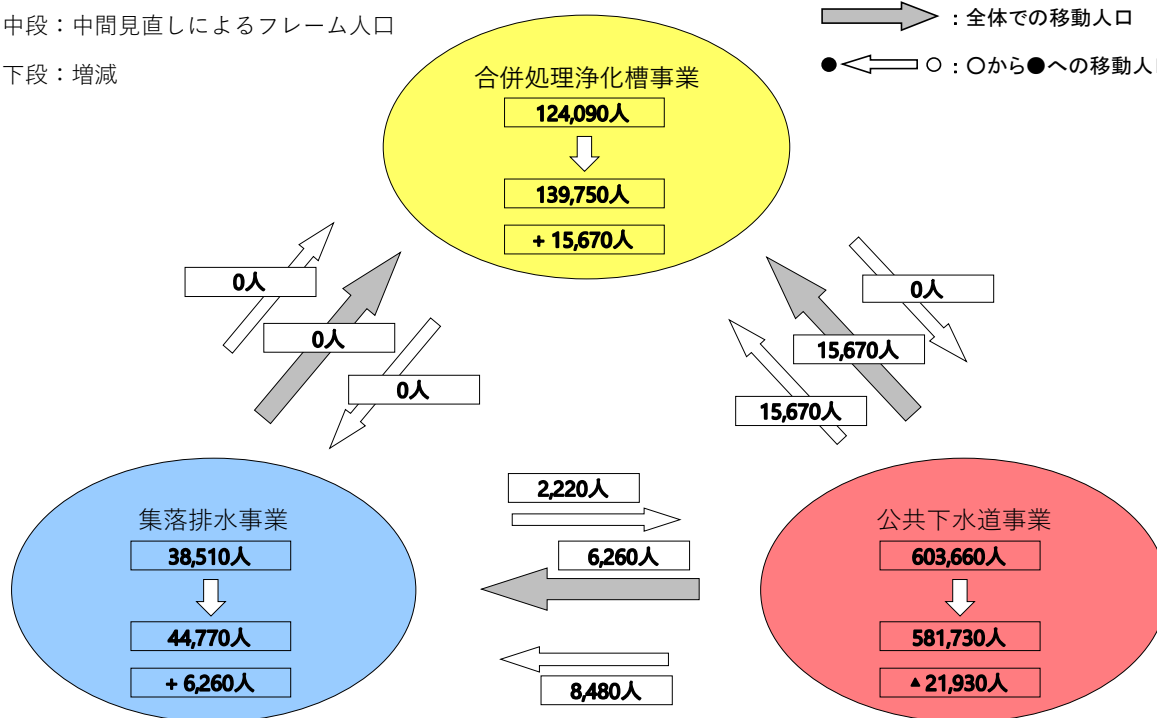 中段：中間見直しによるフレーム人口
下段：増減
：全体での移動人口
● ○：○から●への移動人
合併処理浄化槽事業
124,090人
139,750人
+ 15,670人
0人
0人
0人
0人
15,670人
15,670人
集落排水事業
38,510人
44,770人
+ 6,260人
2,220人
6,260人
8,480人
公共下水道事業
603,660人
581,730人
▲ 21,930人